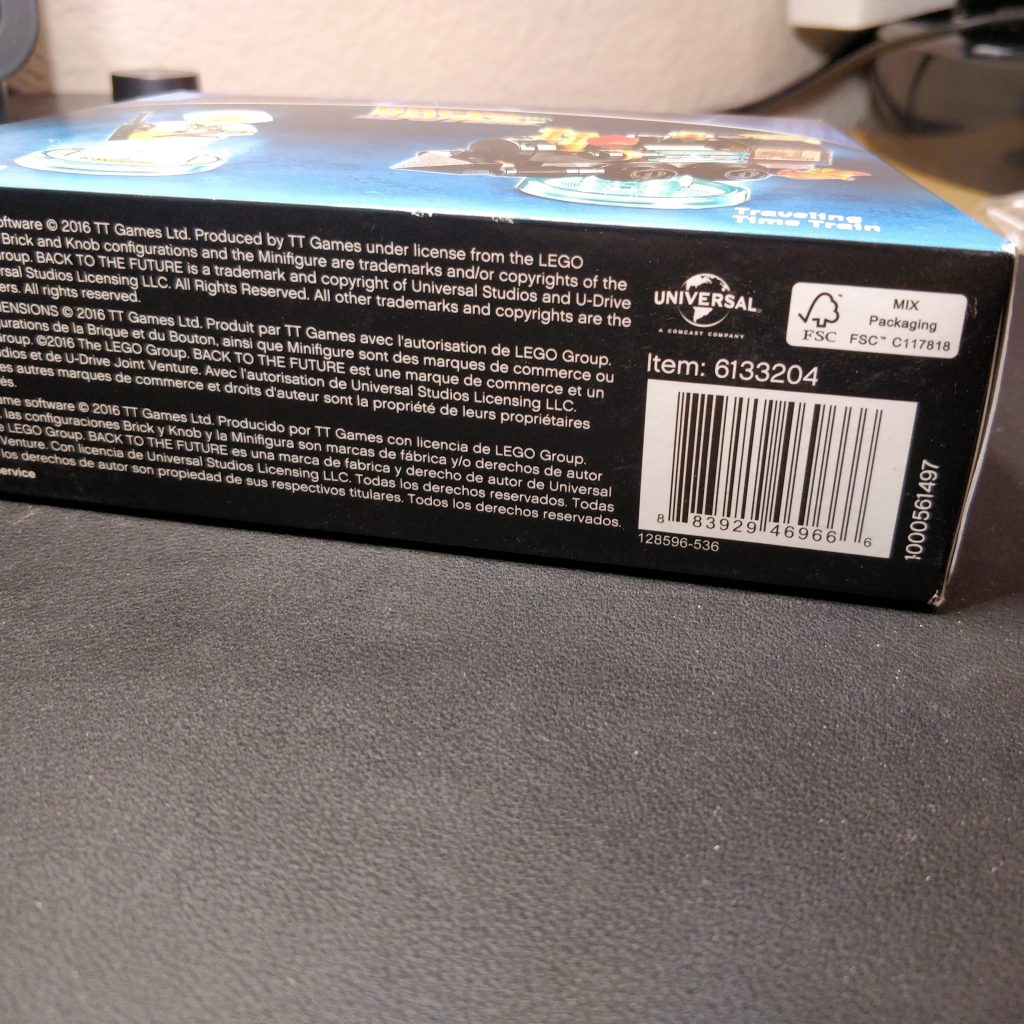 Traveling
Time Train
oftware © 2016 TT Games Ltd. Produced by TT Games under license from the LEGO
Brick and Knob configurations and the Minifigure are trademarks and/or copyrights of the
roup. BACK TO THE FUTURE is a trademark and copyright of Universal Studios and U-Drive
rsal Studios Licensing LLC. All Rights Reserved. All other trademarks and copyrights are the
ers. All rights reserved.
MENSIONS © 2016 TT Games Ltd. Produit par TT Games avec l'autorisation de LEGO Group.
urations de la Brique et du Bouton, ainsi que Minifigure sont des marques de commerce ou
Group. ©2016 The LEGO Group. BACK TO THE FUTURE est une marque de commerce et un
dios et de U-Drive Joint Venture. Avec l'autorisation de Universal Studios Licensing LLC.
es autres marques de commerce et droits d'auteur sont la propriété de leurs propriétaires
és.
ame software © 2016 TT Games Ltd. Producido por TT Games con licencia de LEGO Group.
, las configuraciones Brick y Knob y la Minifigura son marcas de fábrica y/o derechos de autor
e LEGO Group. BACK TO THE FUTURE es una marca de fabrica y derecho de autor de Universal
Venture. Con licencia de Universal Studios Licensing LLC. Todas los derechos reservados. Todas
los derechos de autor son propiedad de sus respectivos titulares. Todos los derechos reservados.
ervice
UNIVERSAL
A COMCAST COMPANY
FSC
MIX
Packaging
FSC™ C117818
Item: 6133204
8 83929 46966 6
128596-536
1000561497